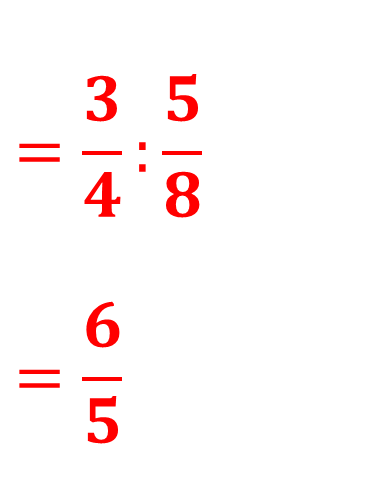 = 3/4 : 5/8
= 6/5